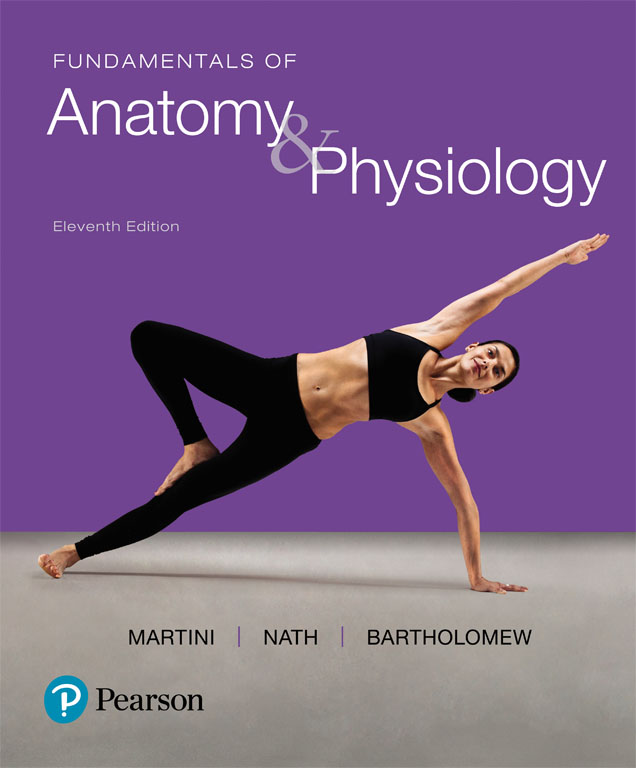 FUNDAMENTALS OF
Anatomy
&
Physiology
Eleventh Edition
MARTINI | NATH | BARTHOLOMEW
P Pearson